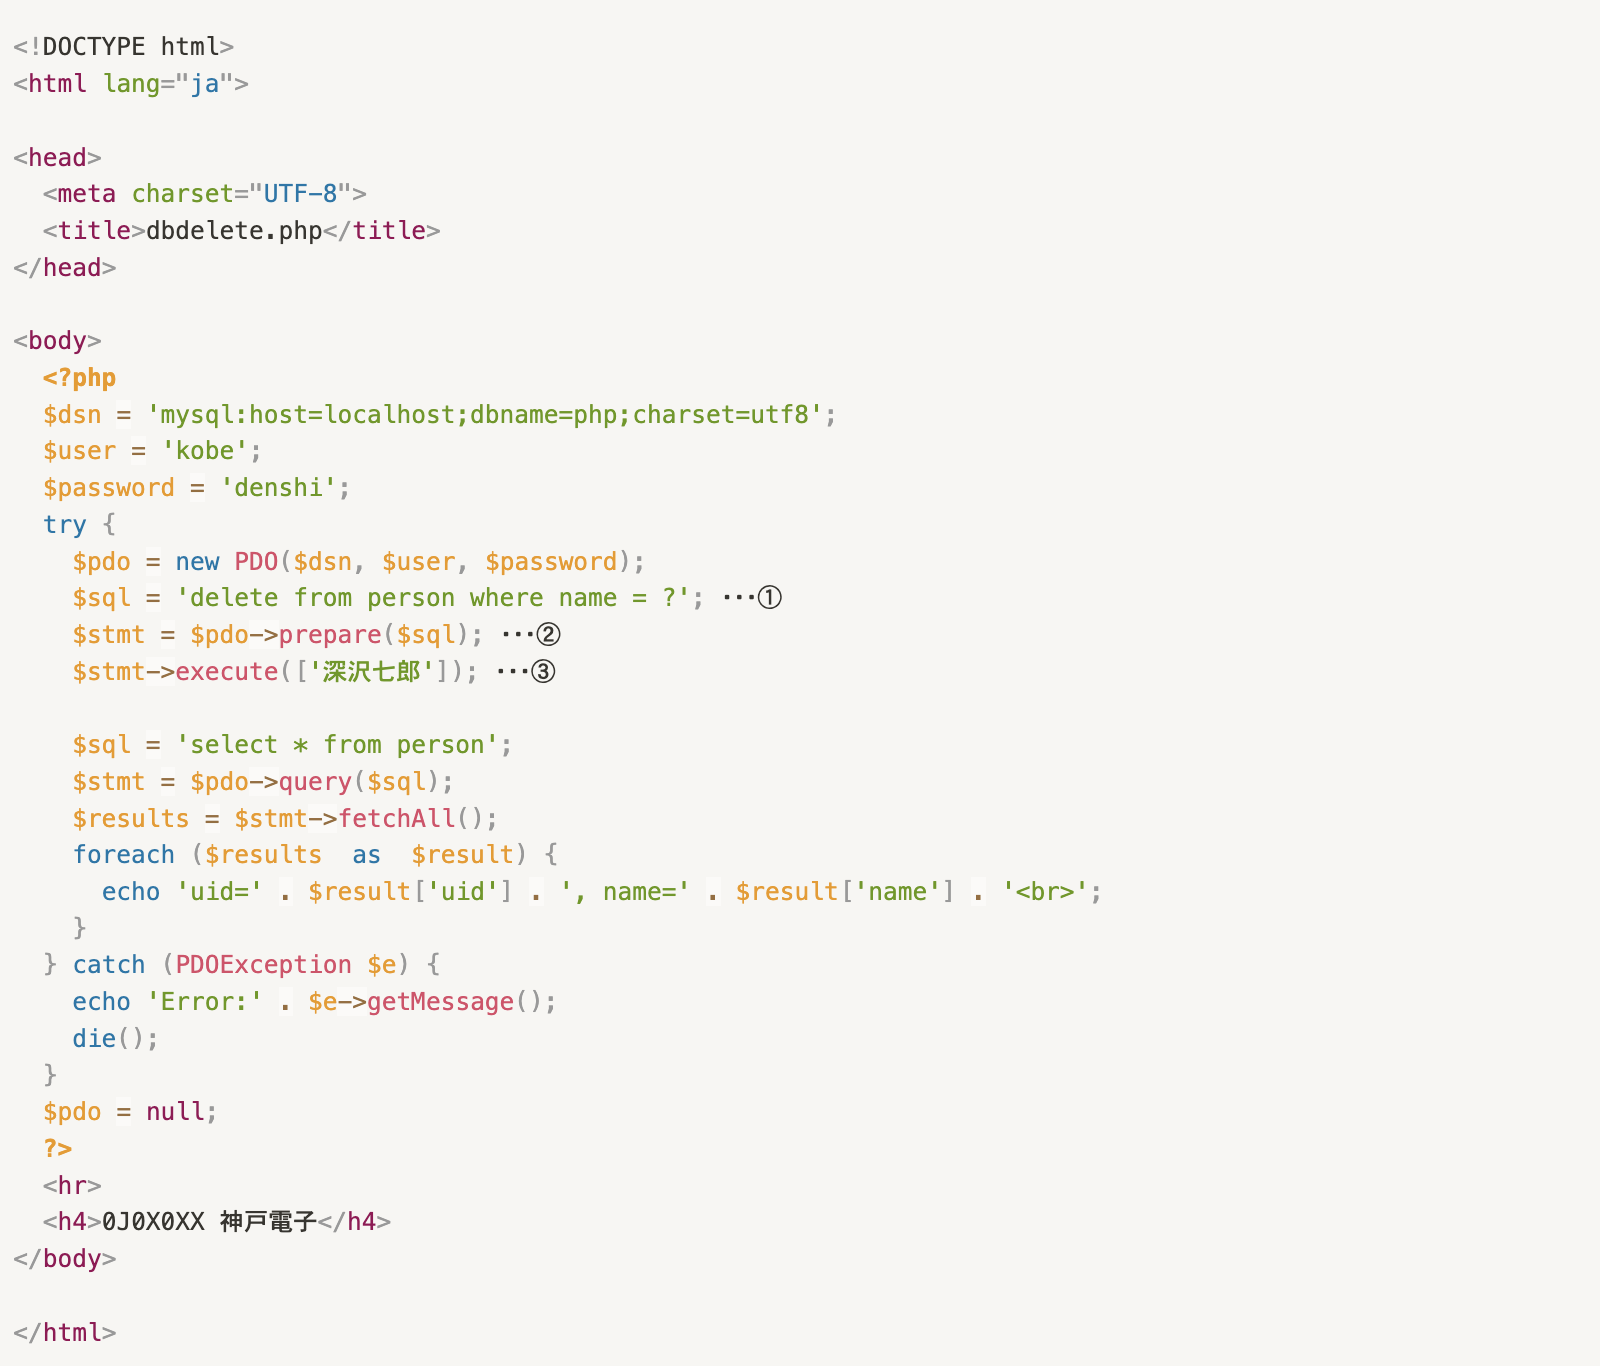 <!DOCTYPE html>
<html lang="ja">
<head>
<meta charset="UTF-8">
<title>dbdelete.php</title>
</head>
<body>
<?php
$dsn = 'mysql:host=localhost;dbname=php;charset=utf8';
$user = 'kobe';
$password = 'denshi';
try {
$pdo = new PDO($dsn, $user, $password);
$sql = 'delete from person where name = ?'; ･･･①
$stmt = $pdo->prepare($sql); ･･･②
$stmt->execute(['深沢七郎']); ･･･③
$sql = 'select * from person';
$stmt = $pdo->query($sql);
$results = $stmt->fetchAll();
foreach ($results  as  $result) {
echo 'uid=' . $result['uid'] . ', name=' . $result['name'] . '<br>';
}
} catch (PDOException $e) {
echo 'Error:' . $e->getMessage();
die();
}
$pdo = null;
?>
<hr>
<h4>0J0X0XX 神戸電子</h4>
</body>
</html>